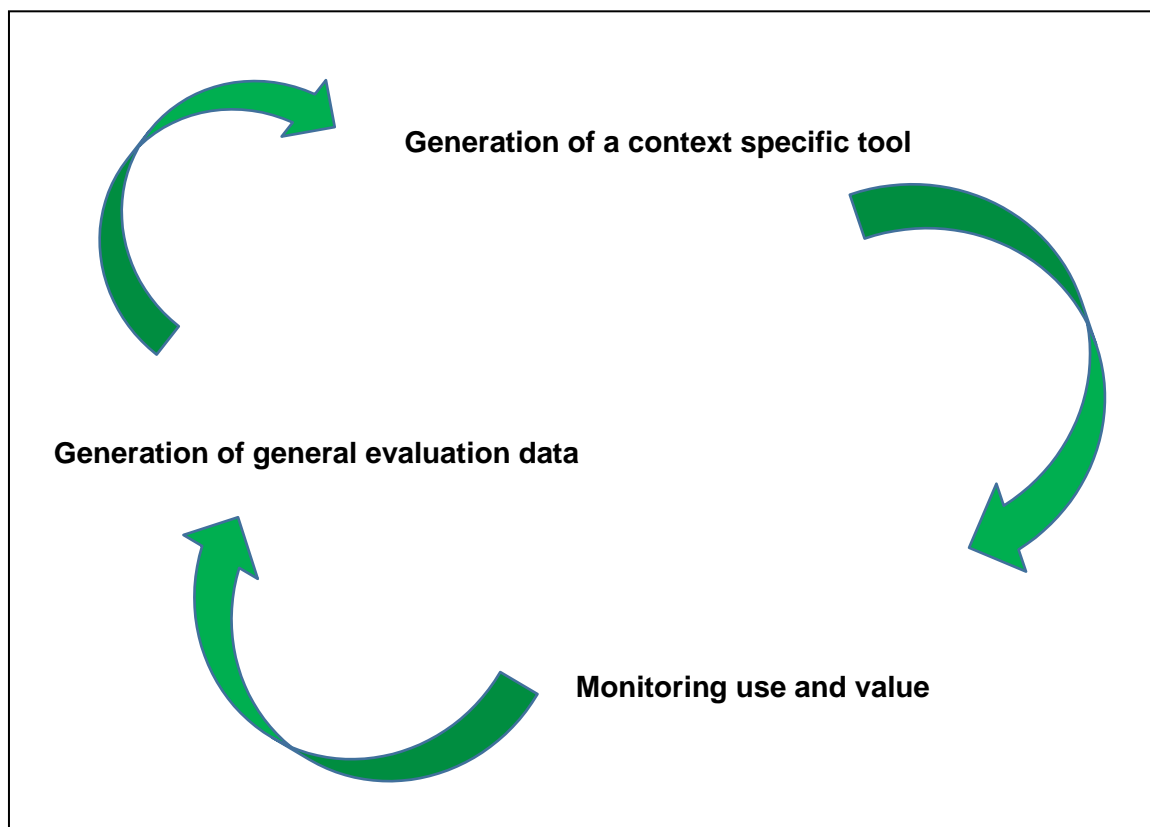 Generation of a context specific tool
Generation of general evaluation data
Monitoring use and value